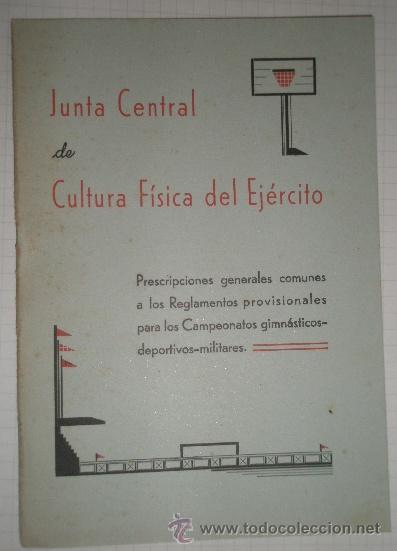 Junta Central
de
Cultura Física del Ejército
Prescripciones generales comunes
a los Reglamentos provisionales
para los Campeonatos gimnásticos-
deportivos-militares.
TC
www.todocoleccion.net